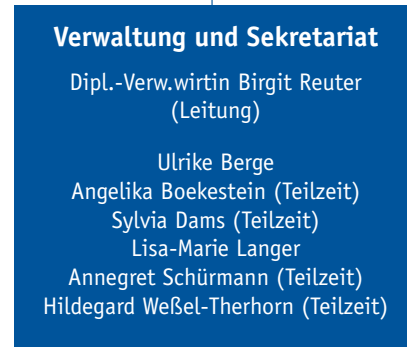 Verwaltung und Sekretariat
Dipl.-Verw.wirtin Birgit Reuter
(Leitung)
Ulrike Berge
Angelika Boekestein (Teilzeit)
Sylvia Dams (Teilzeit)
Lisa-Marie Langer
Annegret Schürmann (Teilzeit)
Hildegard Weßel-Therhorn (Teilzeit)